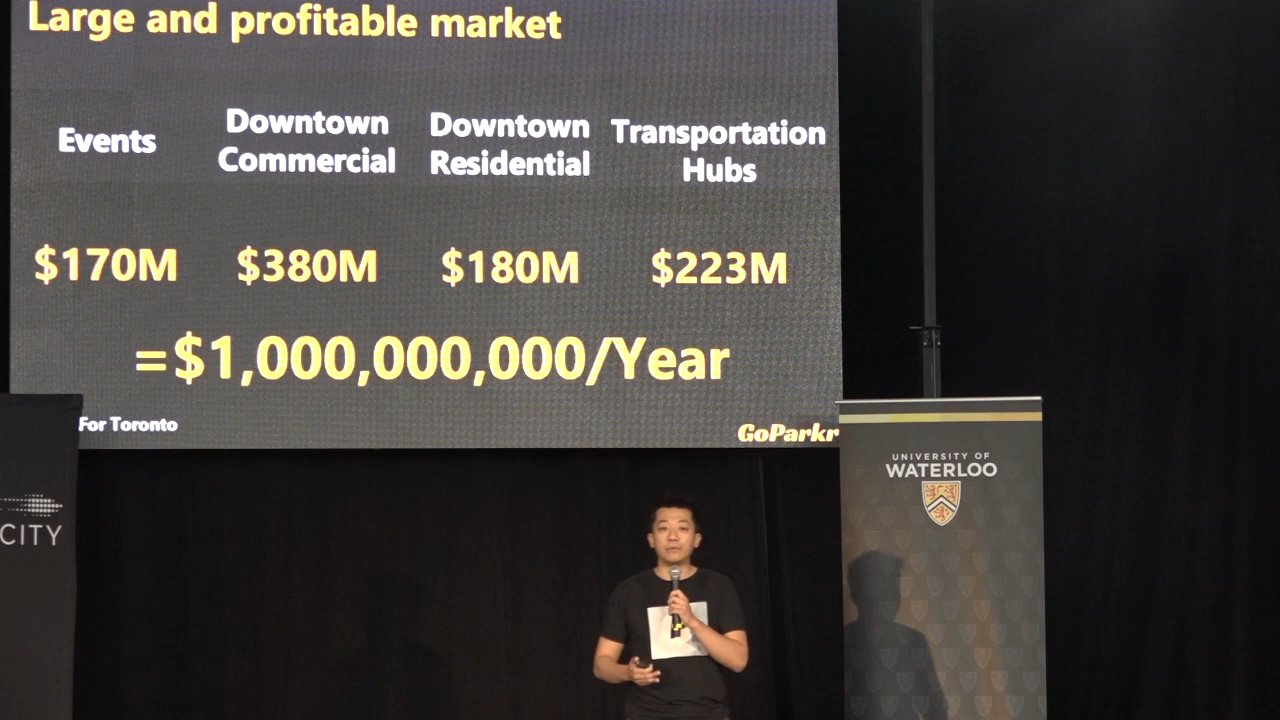 Large and profitable market
Events
Downtown
Commercial
Downtown
Residential
Transportation
Hubs
$170M
$380M
$180M
$223M
=$1,000,000,000/Year
For Toronto
GoParkr
CITY
UNIVERSITY OF
WATERLOO